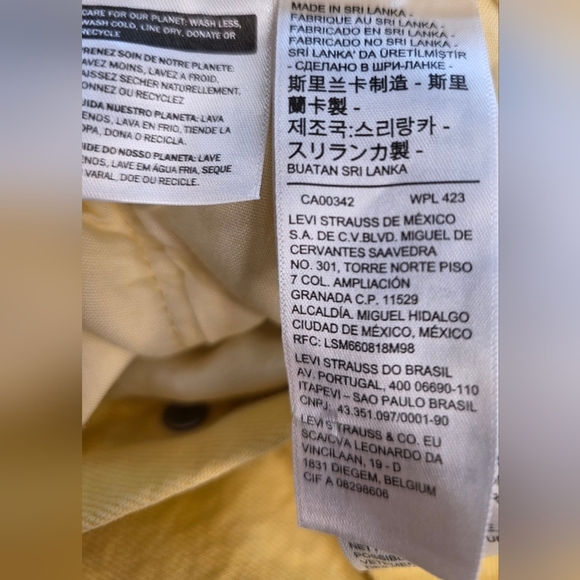 CARE FOR OUR PLANET: WASH LESS,
WASH COLD, LINE DRY, DONATE OR
RECYCLE
PRENEZ SOIN DE NOTRE PLANETE:
LAVEZ MOINS, LAVEZ A FROID,
LAISSEZ SECHER NATURELLEMENT,
DONNEZ OU RECYCLEZ
CUIDA NUESTRO PLANETA: LAVA
MENOS, LAVA EN FRIO, TIENDE LA
ROPA, DONA O RECICLA.
CUIDE DO NOSSO PLANETA: LAVE
MENOS, LAVE EM ÁGUA FRIA, SEQUE
VARAL, DOE OU RECICLE.
MADE IN SRI LANKA -
FABRIQUE AU SRI LANKA -
FABRICADO EN SRI LANKA -
FABRICADO NO SRI LANKA -
SRİ LANKA' DA ÜRETİLMİŞTİR
- СДЕЛАНО В ШРИ-ЛАНКЕ -
斯里兰卡制造 - 斯里
蘭卡製 -
제조국:스리랑카 -
スリランカ製 -
BUATAN SRI LANKA
CA00342 WPL 423
LEVI STRAUSS DE MÉXICO
S.A. DE C.V.BLVD. MIGUEL DE
CERVANTES SAAVEDRA
NO. 301, TORRE NORTE PISO
7 COL. AMPLIACIÓN
GRANADA C.P. 11529
ALCALDÍA. MIGUEL HIDALGO
CIUDAD DE MÉXICO, MÉXICO
RFC: LSM660818M98
LEVI STRAUSS DO BRASIL
AV. PORTUGAL, 400 06690-110
ITAPEVI – SAO PAULO BRASIL
CNPJ. 43.351.097/0001-90
LEVI STRAUSS & CO. EU
SCA/CVA LEONARDO DA
VINCILAAN, 19 - D
1831 DIEGEM, BELGIUM
CIF A 08298606